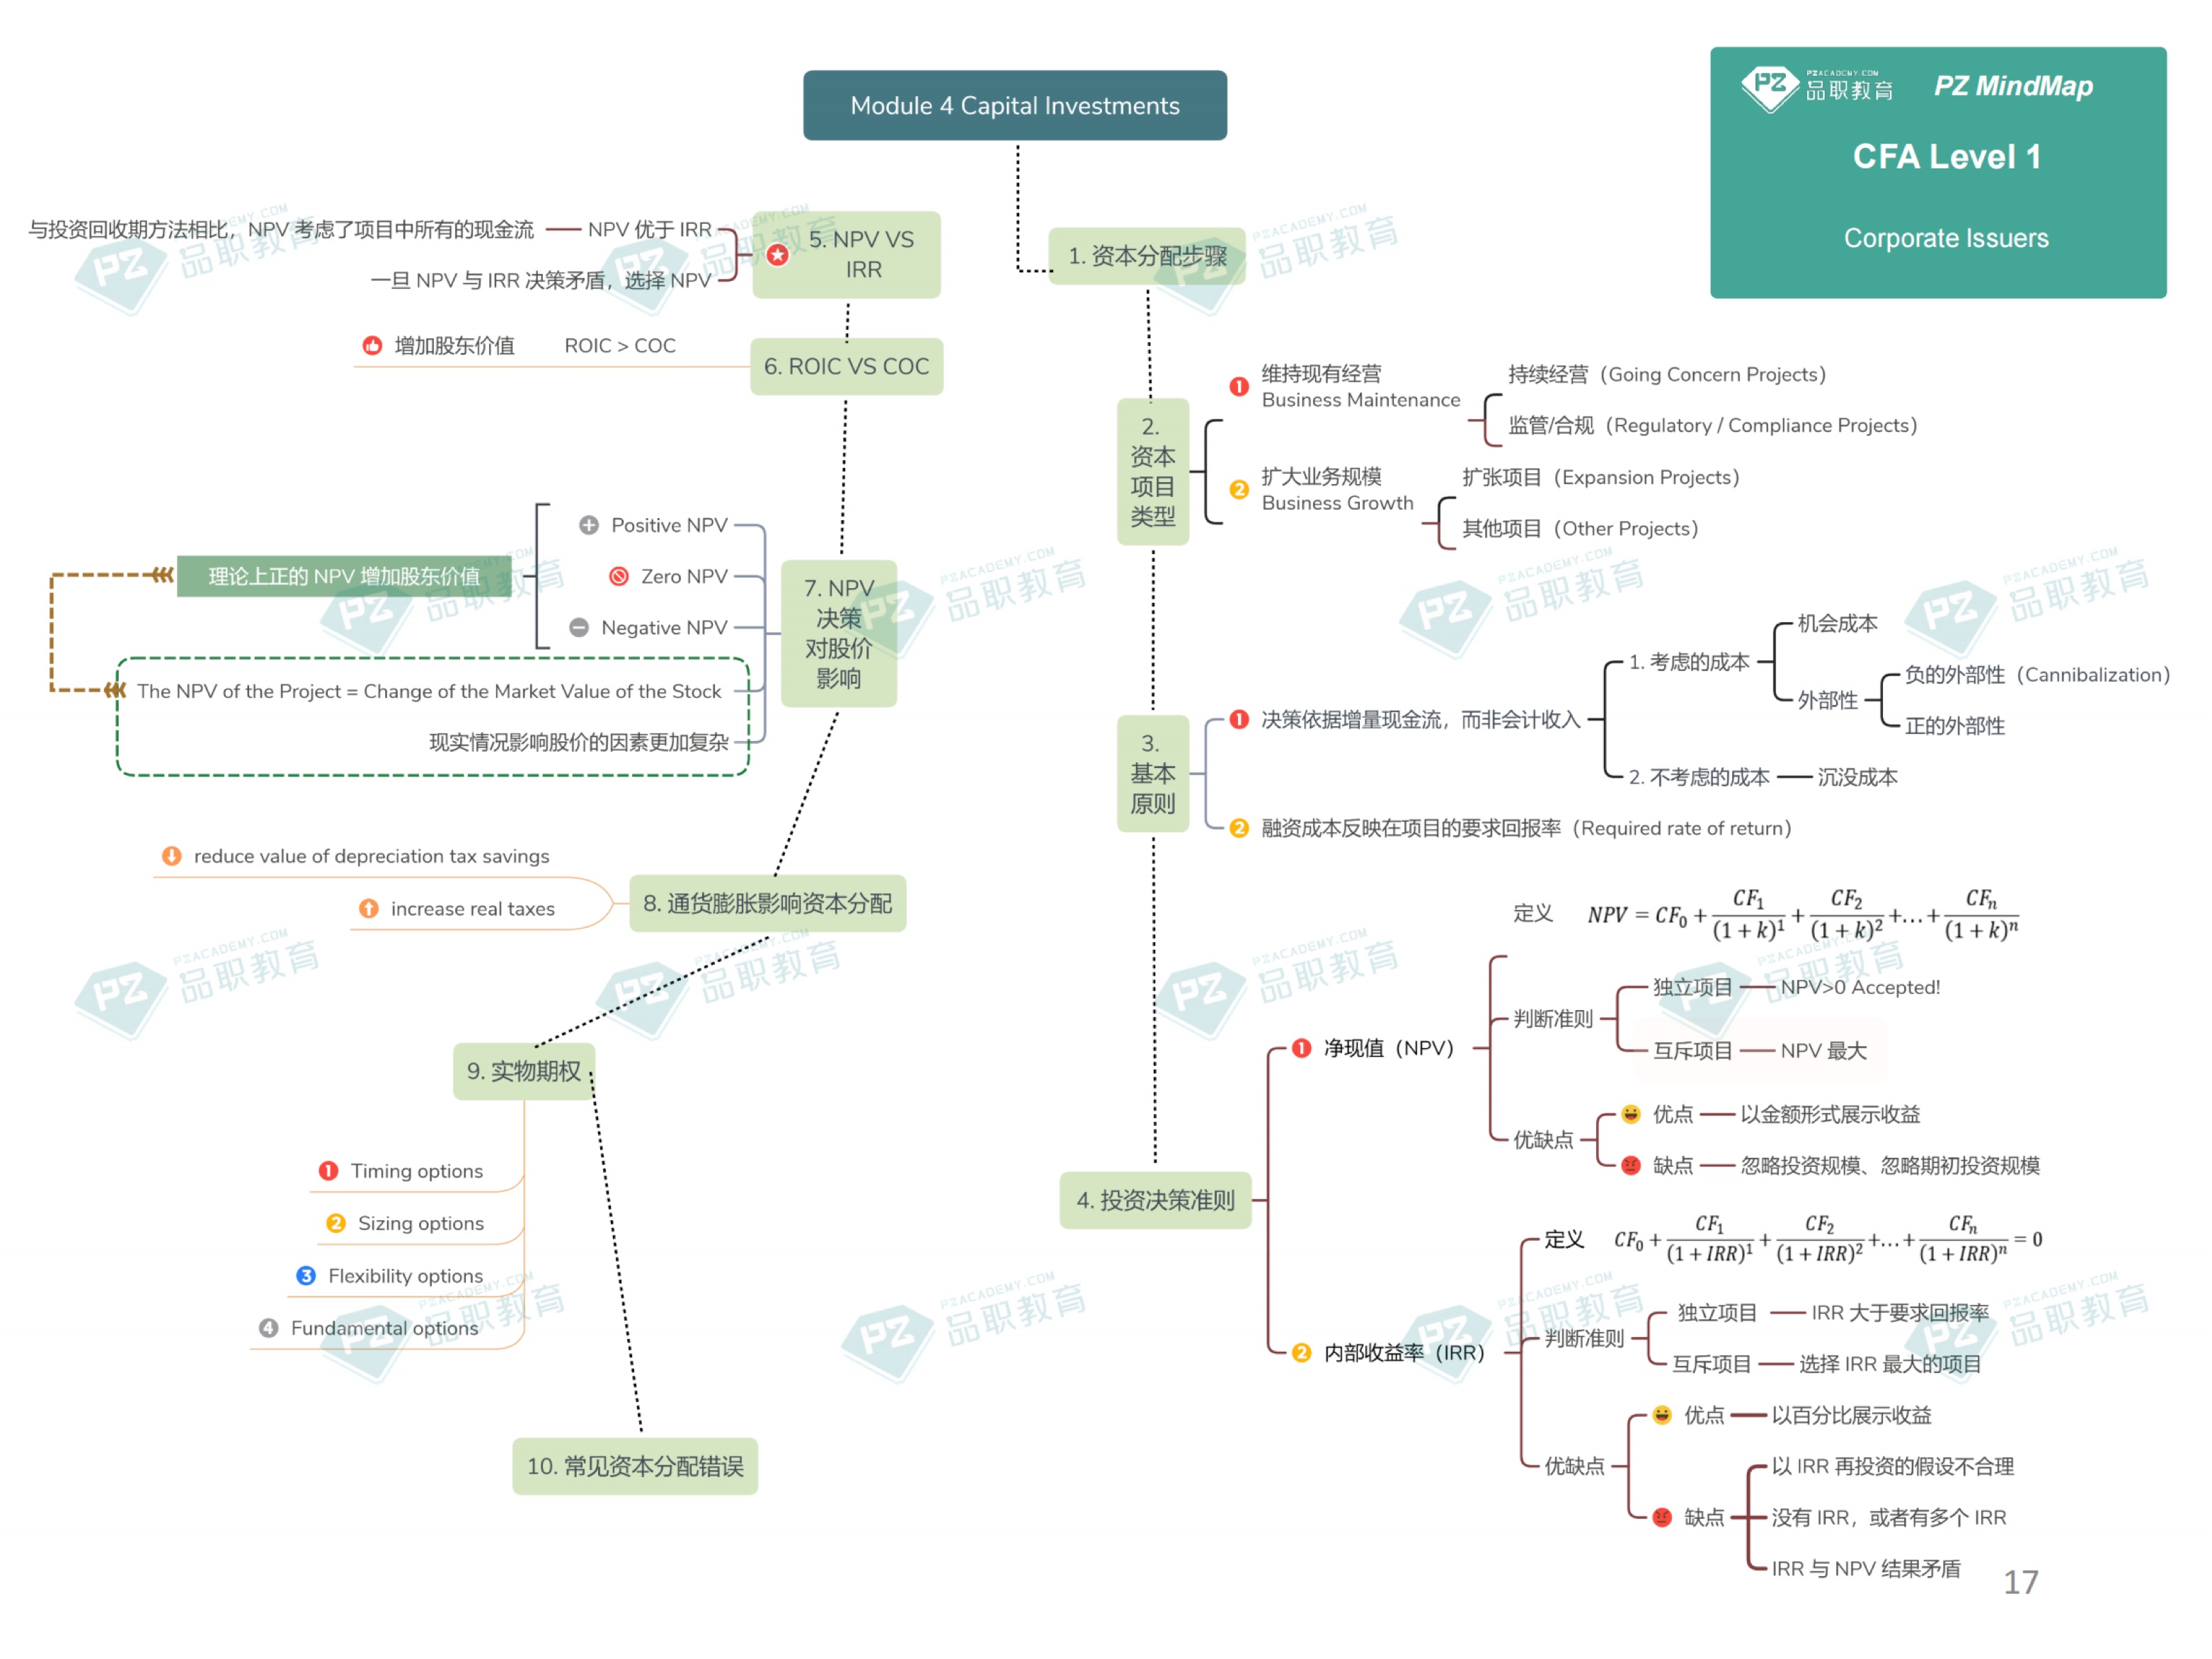 Module 4 Capital Investments
PZACADEMY.COM
PZ 品职教育
PZ MindMap
CFA Level 1
Corporate Issuers
1. 资本分配步骤
2.
资本
项目
类型
1 维持现有经营
Business Maintenance
持续经营（Going Concern Projects）
监管/合规（Regulatory / Compliance Projects）
2 扩大业务规模
Business Growth
扩张项目（Expansion Projects）
其他项目（Other Projects）
3.
基本
原则
1 决策依据增量现金流，而非会计收入
1. 考虑的成本
机会成本
外部性
负的外部性（Cannibalization）
正的外部性
2. 不考虑的成本
沉没成本
2 融资成本反映在项目的要求回报率（Required rate of return）
4. 投资决策准则
1 净现值（NPV）
定义 NPV = CF₀ + CF₁/(1 + k)¹ + CF₂/(1 + k)² +…+ CFₙ/(1 + k)ⁿ
判断准则
独立项目 NPV>0 Accepted!
互斥项目 NPV 最大
优缺点
优点 以金额形式展示收益
缺点 忽略投资规模、忽略期初投资规模
2 内部收益率（IRR）
定义 CF₀ + CF₁/(1 + IRR)¹ + CF₂/(1 + IRR)² +…+ CFₙ/(1 + IRR)ⁿ = 0
判断准则
独立项目 IRR 大于要求回报率
互斥项目 选择 IRR 最大的项目
优缺点
优点 以百分比展示收益
缺点
以 IRR 再投资的假设不合理
没有 IRR，或者有多个 IRR
IRR 与 NPV 结果矛盾
5. NPV VS
IRR
NPV 优于 IRR
与投资回收期方法相比，NPV 考虑了项目中所有的现金流
一旦 NPV 与 IRR 决策矛盾，选择 NPV
6. ROIC VS COC
增加股东价值 ROIC > COC
7. NPV
决策
对股价
影响
Positive NPV
Zero NPV
Negative NPV
理论上正的 NPV 增加股东价值
The NPV of the Project = Change of the Market Value of the Stock
现实情况影响股价的因素更加复杂
8. 通货膨胀影响资本分配
reduce value of depreciation tax savings
increase real taxes
9. 实物期权
1 Timing options
2 Sizing options
3 Flexibility options
4 Fundamental options
10. 常见资本分配错误
17